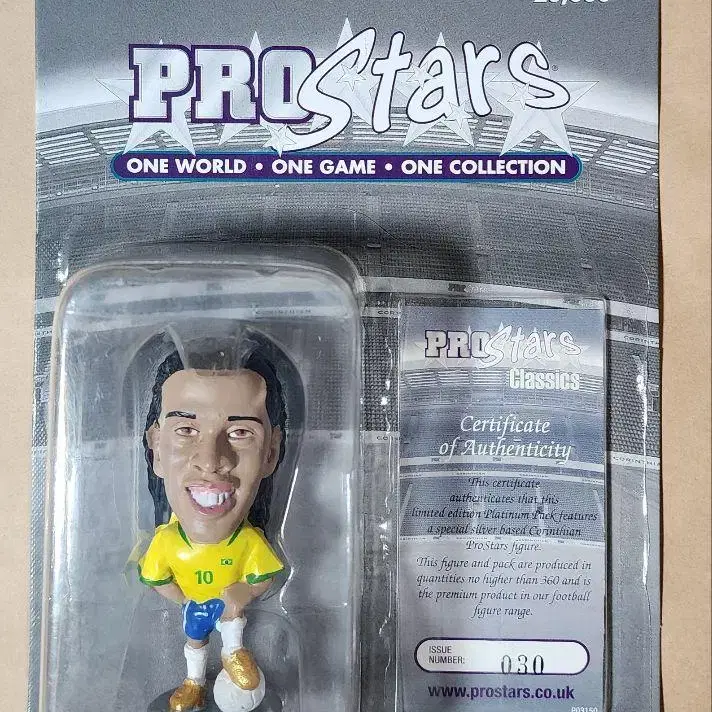 PROStars
ONE WORLD • ONE GAME • ONE COLLECTION
CORINTHIAN
10
PROStars
Classics
Certificate
of Authenticity
This certificate
authenticates that this
limited edition Platinum Pack features
a special silver based Corinthian
ProStars figure.
This figure and pack are produced in
quantities no higher than 360 and is
the premium product in our football
figure range.
ISSUE
NUMBER: 030
www.prostars.co.uk
P03150